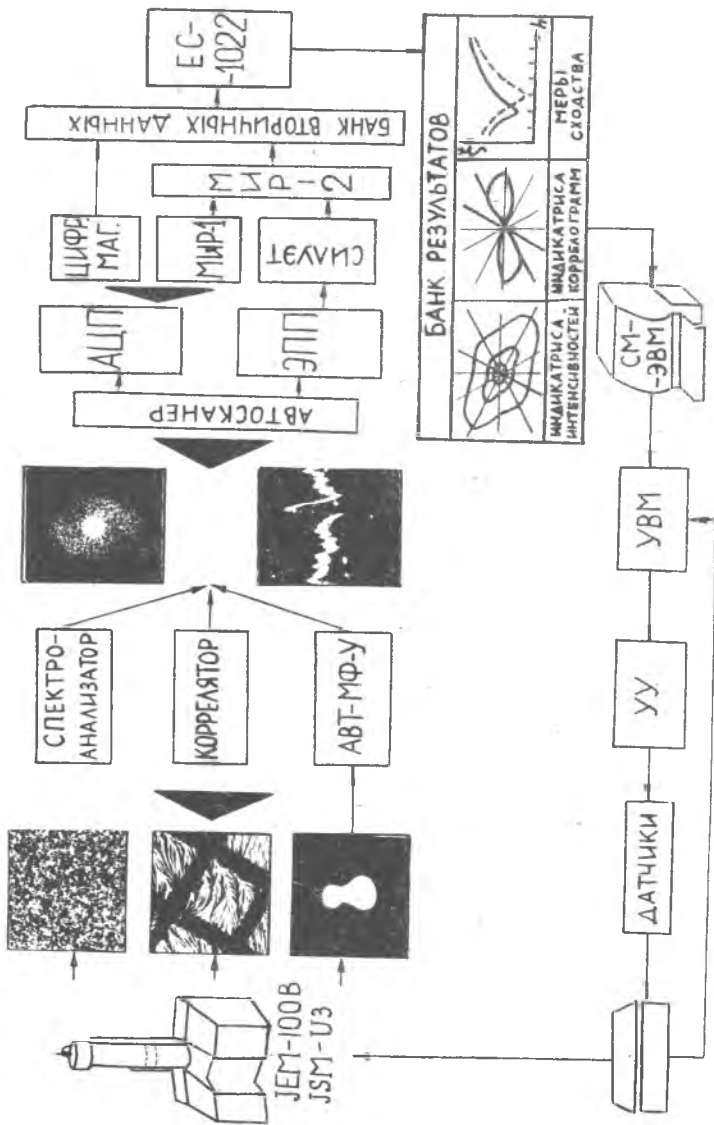 JEM-100B
JSM-U3
СПЕКТРО-
АНАЛИЗАТОР
КОРРЕЛЯТОР
АВТ-МФ-У
АВТОСКАНЕР
АЦП
ЭПП
ЦИФР.
МАГ.
МИР-1
СИЛУЭТ
МИР-2
БАНК ВТОРИЧНЫХ ДАННЫХ
ЕС-
-1022
БАНК РЕЗУЛЬТАТОВ
ИНДИКАТРИСА
ИНТЕНСИВНОСТЕЙ
ИНДИКАТРИСА
КОРРЕЛОГРАММ
МЕРЫ
СХОДСТВА
СМ-
-ЭВМ
УВМ
УУ
ДАТЧИКИ